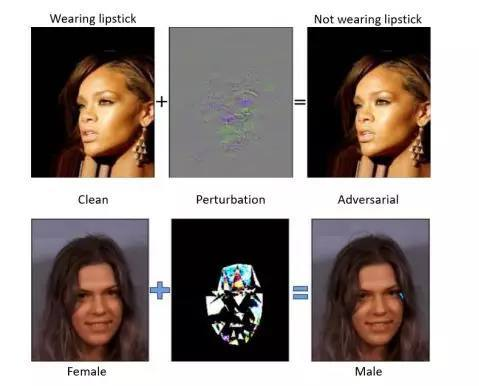 Wearing lipstick
Not wearing lipstick
+
=
Clean
Perturbation
Adversarial
+
=
Female
Male